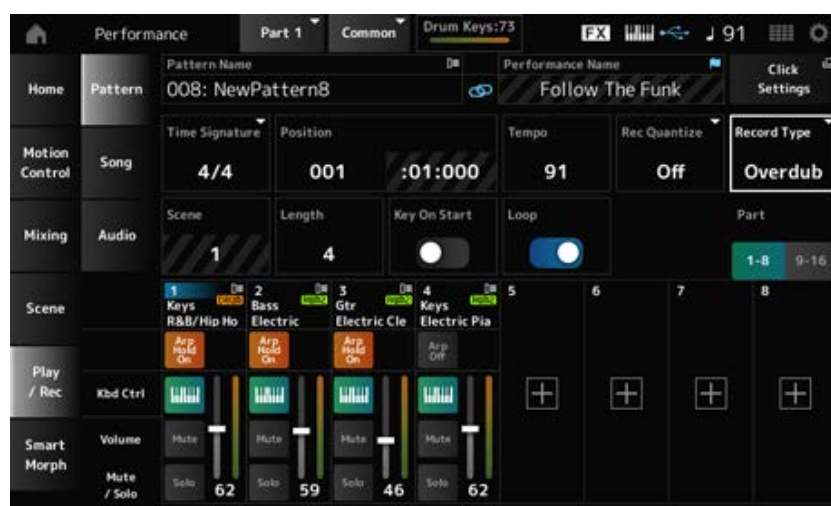 Performance
Part 1
Common
Drum Keys:73
FX
91
Home
Pattern
Pattern Name
008: NewPattern8
Performance Name
Follow The Funk
Click
Settings
Motion
Control
Song
Time Signature
4/4
Position
001
:01:000
Tempo
91
Rec Quantize
Off
Record Type
Overdub
Mixing
Audio
Scene
1
Length
4
Key On Start
Loop
Part
1-8
9-16
Scene
1
Keys
Drum
R&B/Hip Ho
2
Bass
Electric
3
Gtr
Electric Cle
4
Keys
Electric Pia
5
6
7
8
Arp
Hold
On
Arp
Hold
On
Arp
Hold
On
Arp
Off
Play
/ Rec
Kbd Ctrl
Smart
Morph
Volume
Mute
Mute
Mute
Mute
Mute
/ Solo
Solo
62
Solo
59
Solo
46
Solo
62